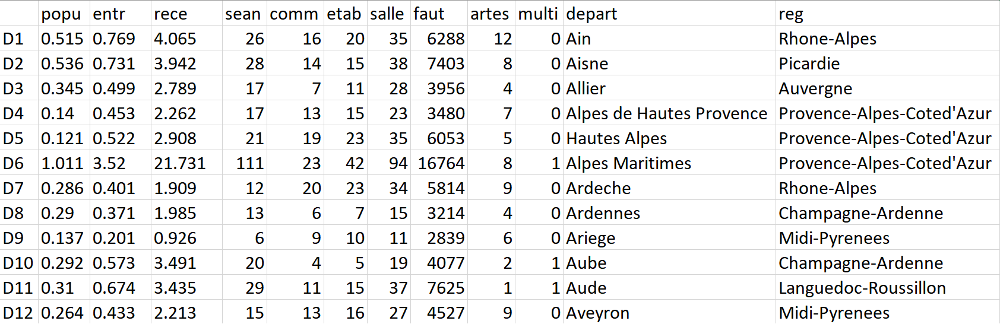 popu entr rece sean comm etab salle faut artes multi depart reg
D1 0.515 0.769 4.065 26 16 20 35 6288 12 0 Ain Rhone-Alpes
D2 0.536 0.731 3.942 28 14 15 38 7403 8 0 Aisne Picardie
D3 0.345 0.499 2.789 17 7 11 28 3956 4 0 Allier Auvergne
D4 0.14 0.453 2.262 17 13 15 23 3480 7 0 Alpes de Hautes Provence Provence-Alpes-Coted'Azur
D5 0.121 0.522 2.908 21 19 23 35 6053 5 0 Hautes Alpes Provence-Alpes-Coted'Azur
D6 1.011 3.52 21.731 111 23 42 94 16764 8 1 Alpes Maritimes Provence-Alpes-Coted'Azur
D7 0.286 0.401 1.909 12 20 23 34 5814 9 0 Ardeche Rhone-Alpes
D8 0.29 0.371 1.985 13 6 7 15 3214 4 0 Ardennes Champagne-Ardenne
D9 0.137 0.201 0.926 6 9 10 11 2839 6 0 Ariege Midi-Pyrenees
D10 0.292 0.573 3.491 20 4 5 19 4077 2 1 Aube Champagne-Ardenne
D11 0.31 0.674 3.435 29 11 15 37 7625 1 1 Aude Languedoc-Roussillon
D12 0.264 0.433 2.213 15 13 16 27 4527 9 0 Aveyron Midi-Pyrenees